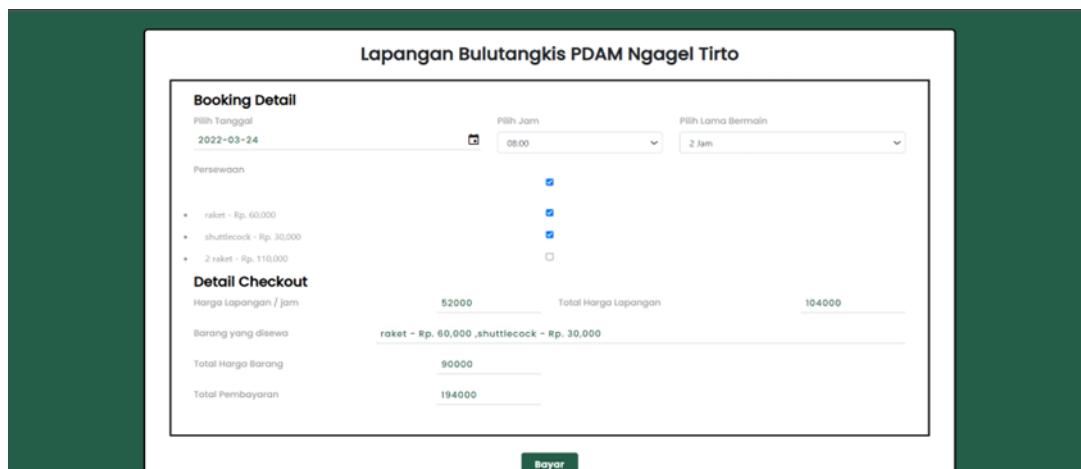 Lapangan Bulutangkis PDAM Ngagel Tirto
Booking Detail
Pilih Tanggal Pilih Jam Pilih Lama Bermain
2022-03-24 08:00 2 Jam
Persewaan
raket - Rp. 60,000
shuttlecock - Rp. 30,000
2 raket - Rp. 110,000
Detail Checkout
Harga Lapangan / jam 52000 Total Harga Lapangan 104000
Barang yang disewa raket - Rp. 60,000 ,shuttlecock - Rp. 30,000
Total Harga Barang 90000
Total Pembayaran 194000
Bayar